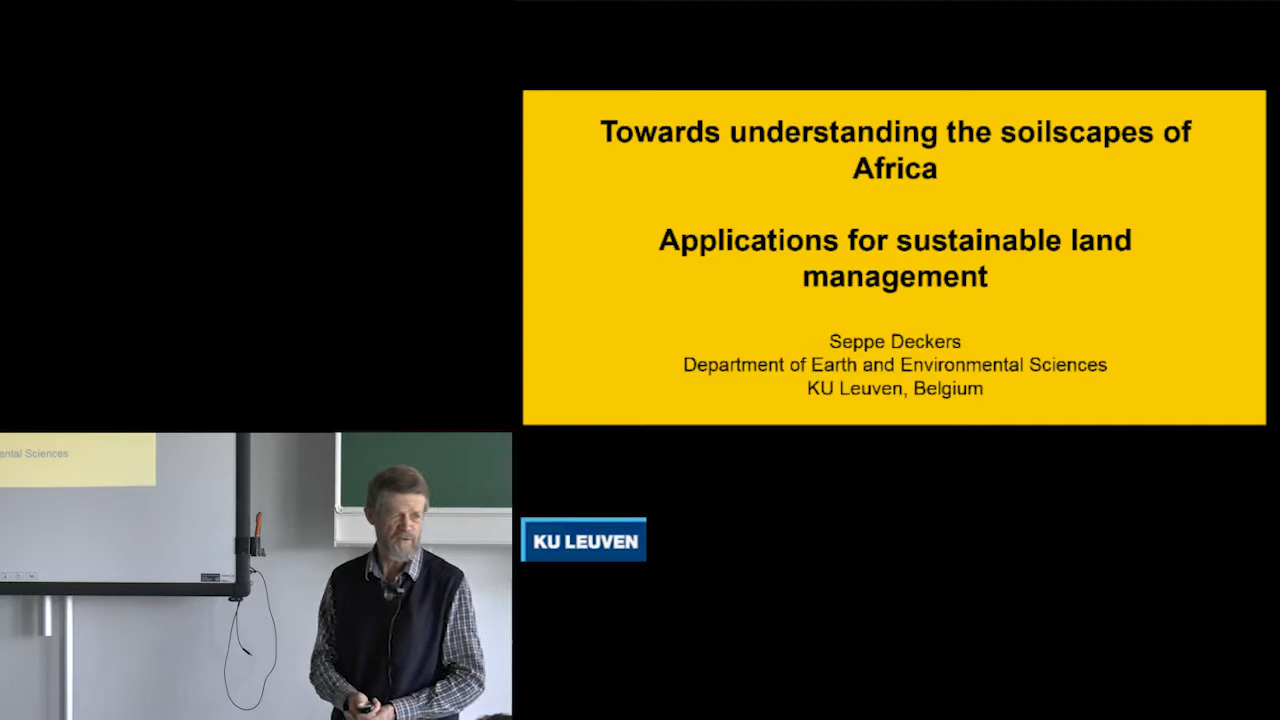 Towards understanding the soilscapes of
Africa
Applications for sustainable land
management
Seppe Deckers
Department of Earth and Environmental Sciences
KU Leuven, Belgium
ental Sciences
KU LEUVEN